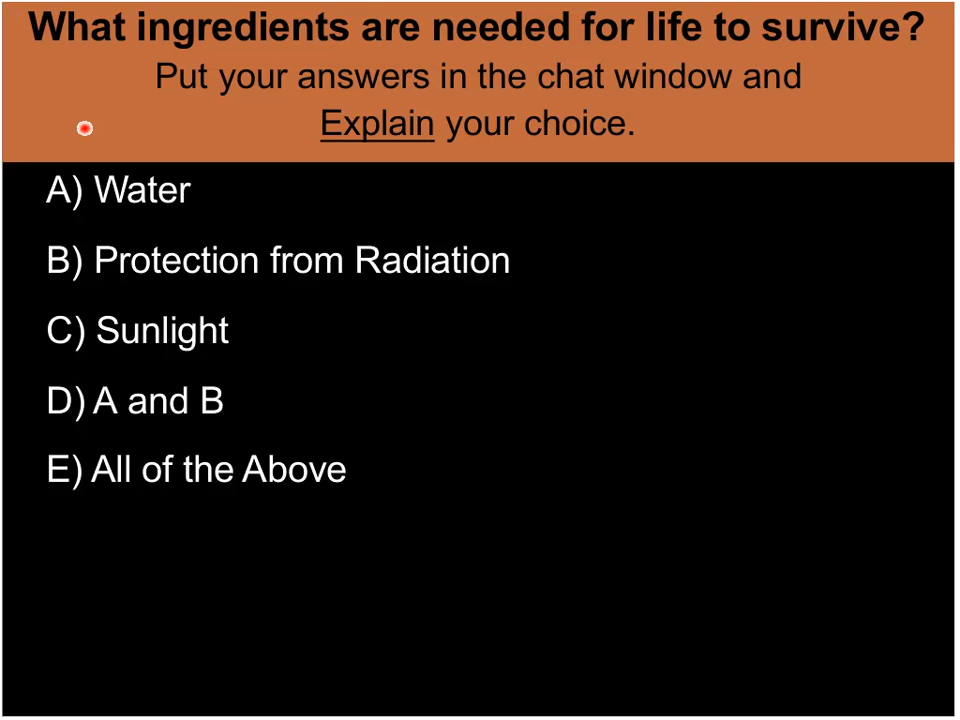 What ingredients are needed for life to survive?
Put your answers in the chat window and
Explain your choice.
A) Water
B) Protection from Radiation
C) Sunlight
D) A and B
E) All of the Above